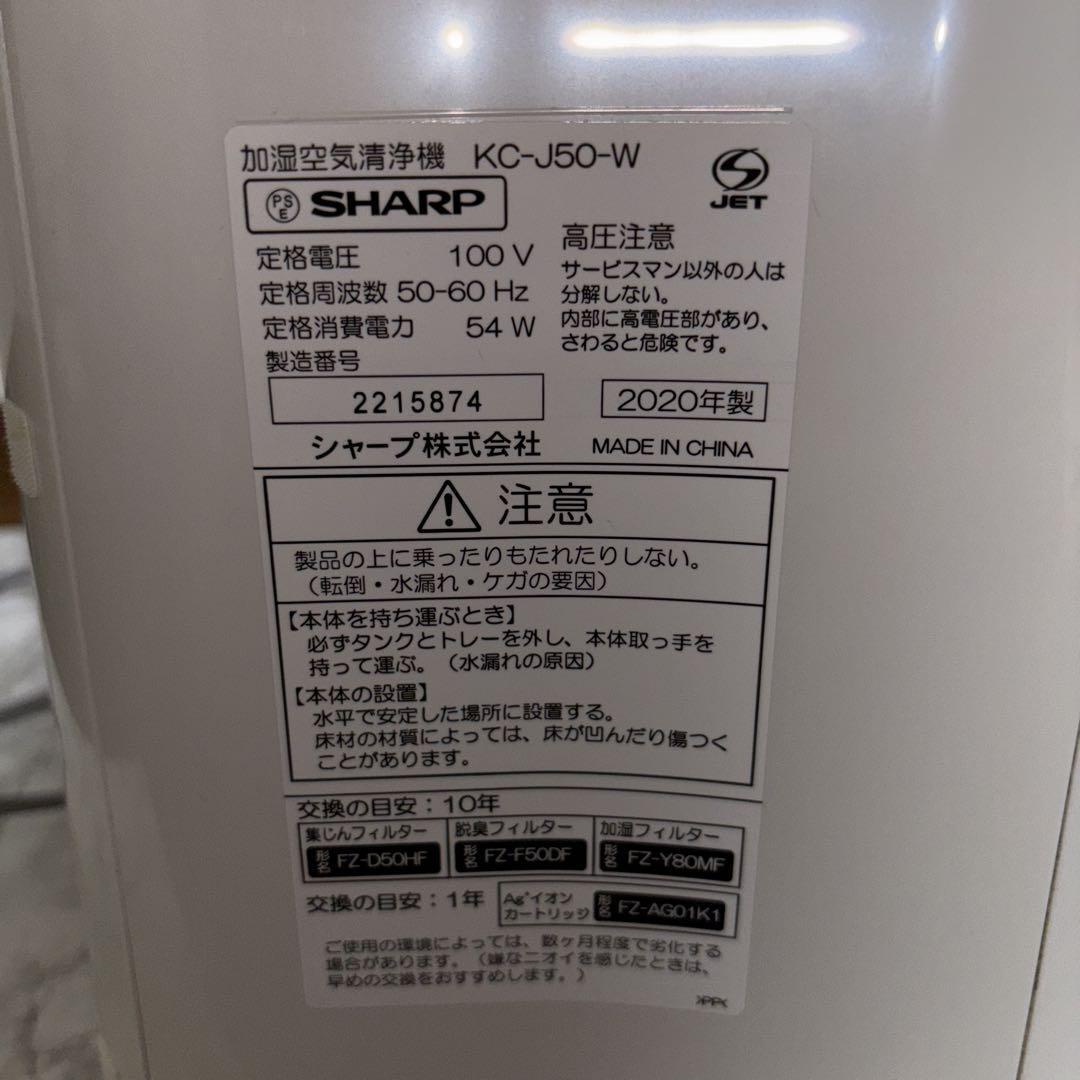 加湿空気清浄機 KC-J50-W
PS E SHARP
JET
定格電圧 100 V
定格周波数 50-60 Hz
定格消費電力 54 W
製造番号
2215874
シャープ株式会社
高圧注意
サービスマン以外の人は
分解しない。
内部に高電圧部があり、
さわると危険です。
2020年製
MADE IN CHINA
注意
製品の上に乗ったりもたれたりしない。
（転倒・水漏れ・ケガの要因）
【本体を持ち運ぶとき】
必ずタンクとトレーを外し、本体取っ手を
持って運ぶ。（水漏れの原因）
【本体の設置】
水平で安定した場所に設置する。
床材の材質によっては、床が凹んだり傷つく
ことがあります。
交換の目安：10年
集じんフィルター
形名 FZ-D50HF
脱臭フィルター
形名 FZ-F50DF
加湿フィルター
形名 FZ-Y80MF
交換の目安：1年
Ag⁺イオン
カートリッジ
形名 FZ-AG01K1
ご使用の環境によっては、数ヶ月程度で劣化する
場合があります。（嫌なニオイを感じたときは、
早めの交換をおすすめします。）
>PP<